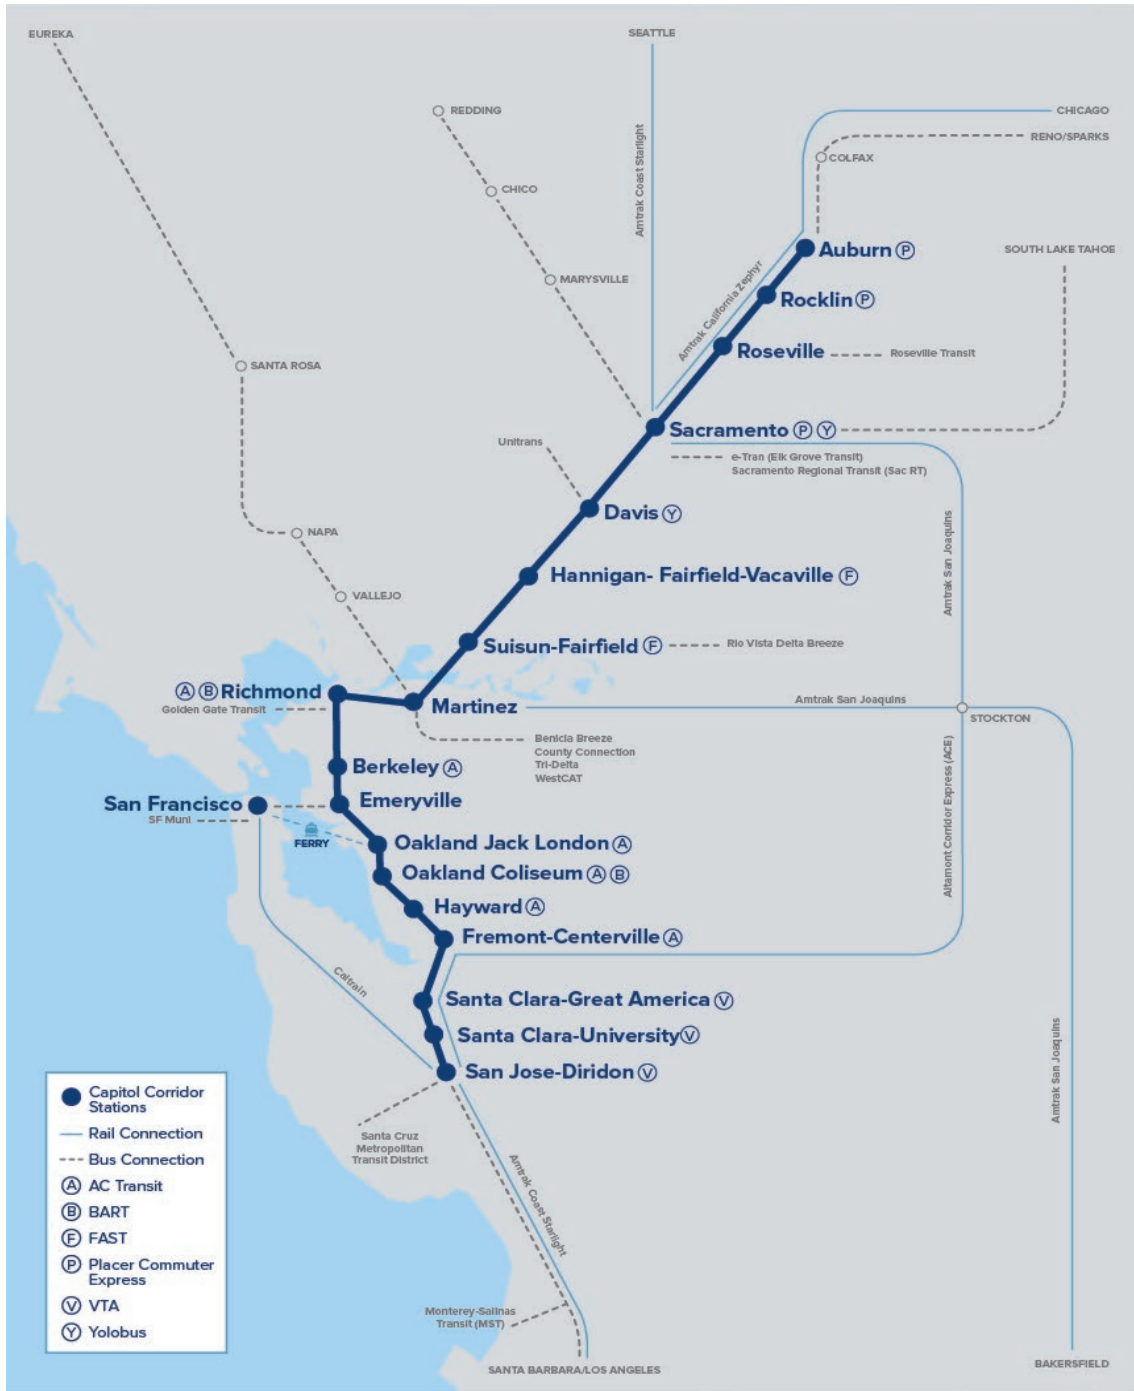 EUREKA
SEATTLE
REDDING
CHICAGO
RENO/SPARKS
COLFAX
Amtrak Coast Starlight
CHICO
Auburn P
SOUTH LAKE TAHOE
MARYSVILLE
Amtrak California Zephyr
Rocklin P
Roseville
Roseville Transit
SANTA ROSA
Sacramento P Y
Unitrans
e-Tran (Elk Grove Transit)
Sacramento Regional Transit (Sac RT)
Davis Y
NAPA
Amtrak San Joaquins
Hannigan- Fairfield-Vacaville F
VALLEJO
Suisun-Fairfield F
Rio Vista Delta Breeze
A B Richmond
Golden Gate Transit
Martinez
Amtrak San Joaquins
STOCKTON
Benicia Breeze
County Connection
Tri-Delta
WestCAT
Berkeley A
San Francisco
SF Muni
Emeryville
FERRY
Oakland Jack London A
Altamont Corridor Express (ACE)
Oakland Coliseum A B
Hayward A
Fremont-Centerville A
Caltrain
Santa Clara-Great America V
Santa Clara-University V
San Jose-Diridon V
Amtrak San Joaquins
Capitol Corridor
Stations
Rail Connection
Bus Connection
A AC Transit
B BART
F FAST
P Placer Commuter
Express
V VTA
Y Yolobus
Santa Cruz
Metropolitan
Transit District
Amtrak Coast Starlight
Monterey-Salinas
Transit (MST)
SANTA BARBARA/LOS ANGELES
BAKERSFIELD